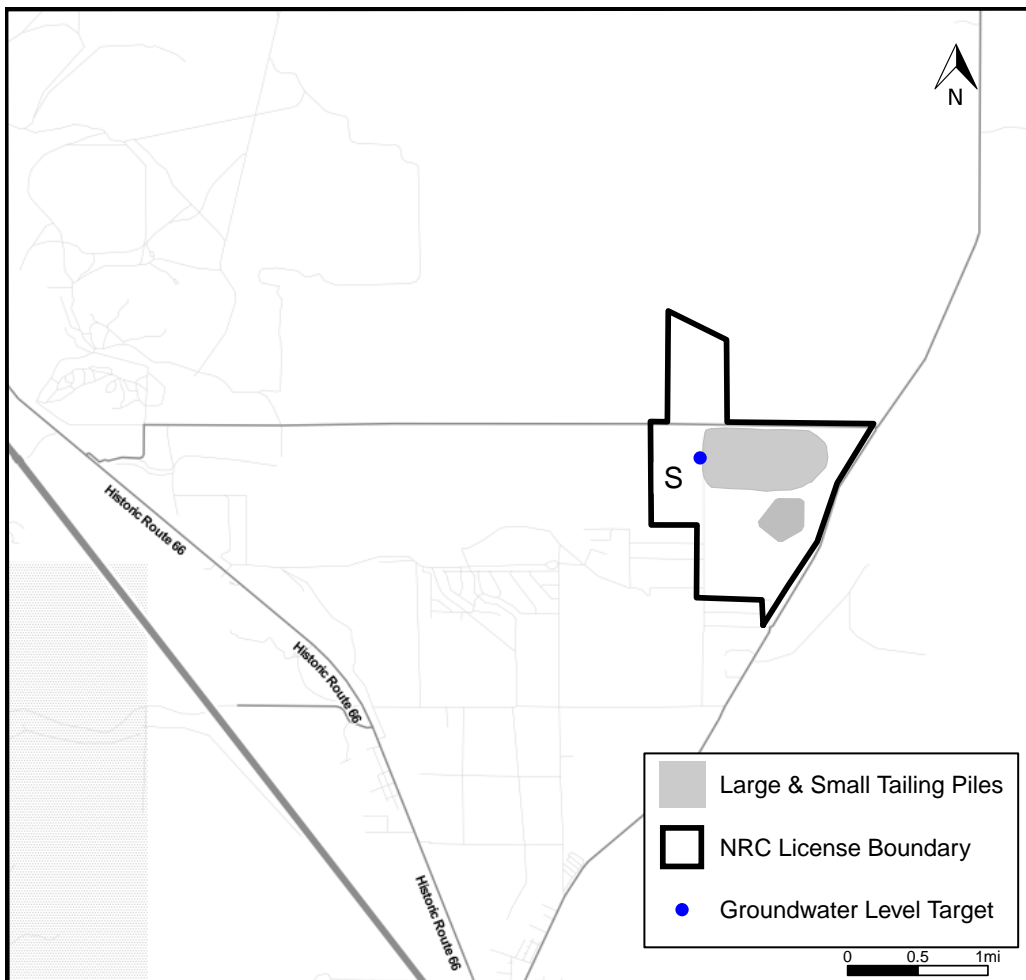 N
S
Historic Route 66
Historic Route 66
Historic Route 66
Large & Small Tailing Piles
NRC License Boundary
Groundwater Level Target
0 0.5 1mi